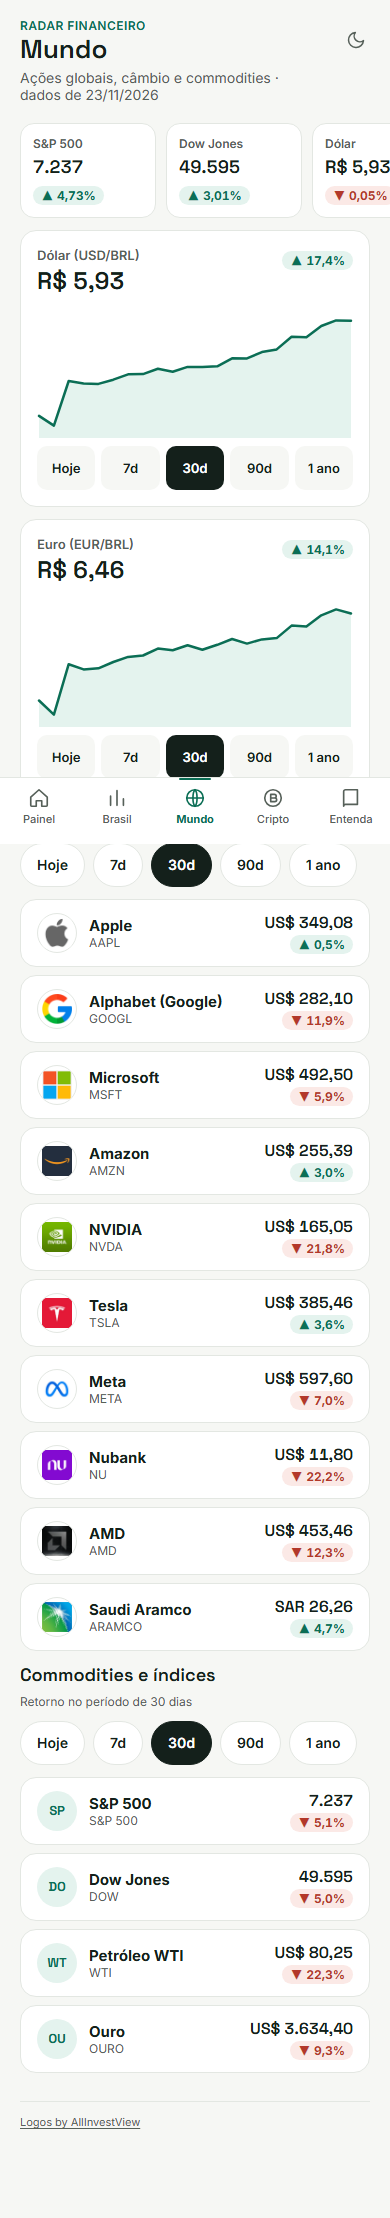 RADAR FINANCEIRO
Mundo
Ações globais, câmbio e commodities ·
dados de 23/11/2026
S&P 500
7.237
▲ 4,73%
Dow Jones
49.595
▲ 3,01%
Dólar
R$ 5,93
▼ 0,05%
Dólar (USD/BRL)
R$ 5,93
▲ 17,4%
Hoje 7d 30d 90d 1 ano
Euro (EUR/BRL)
R$ 6,46
▲ 14,1%
Hoje 7d 30d 90d 1 ano
Painel Brasil Mundo Cripto Entenda
Hoje 7d 30d 90d 1 ano
Apple
AAPL
US$ 349,08
▲ 0,5%
Alphabet (Google)
GOOGL
US$ 282,10
▼ 11,9%
Microsoft
MSFT
US$ 492,50
▼ 5,9%
Amazon
AMZN
US$ 255,39
▲ 3,0%
NVIDIA
NVDA
US$ 165,05
▼ 21,8%
Tesla
TSLA
US$ 385,46
▲ 3,6%
Meta
META
US$ 597,60
▼ 7,0%
nu
Nubank
NU
US$ 11,80
▼ 22,2%
AMD
AMD
US$ 453,46
▼ 12,3%
Saudi Aramco
ARAMCO
SAR 26,26
▲ 4,7%
Commodities e índices
Retorno no período de 30 dias
Hoje 7d 30d 90d 1 ano
SP
S&P 500
S&P 500
7.237
▼ 5,1%
DO
Dow Jones
DOW
49.595
▼ 5,0%
WT
Petróleo WTI
WTI
US$ 80,25
▼ 22,3%
OU
Ouro
OURO
US$ 3.634,40
▼ 9,3%
Logos by AllInvestView